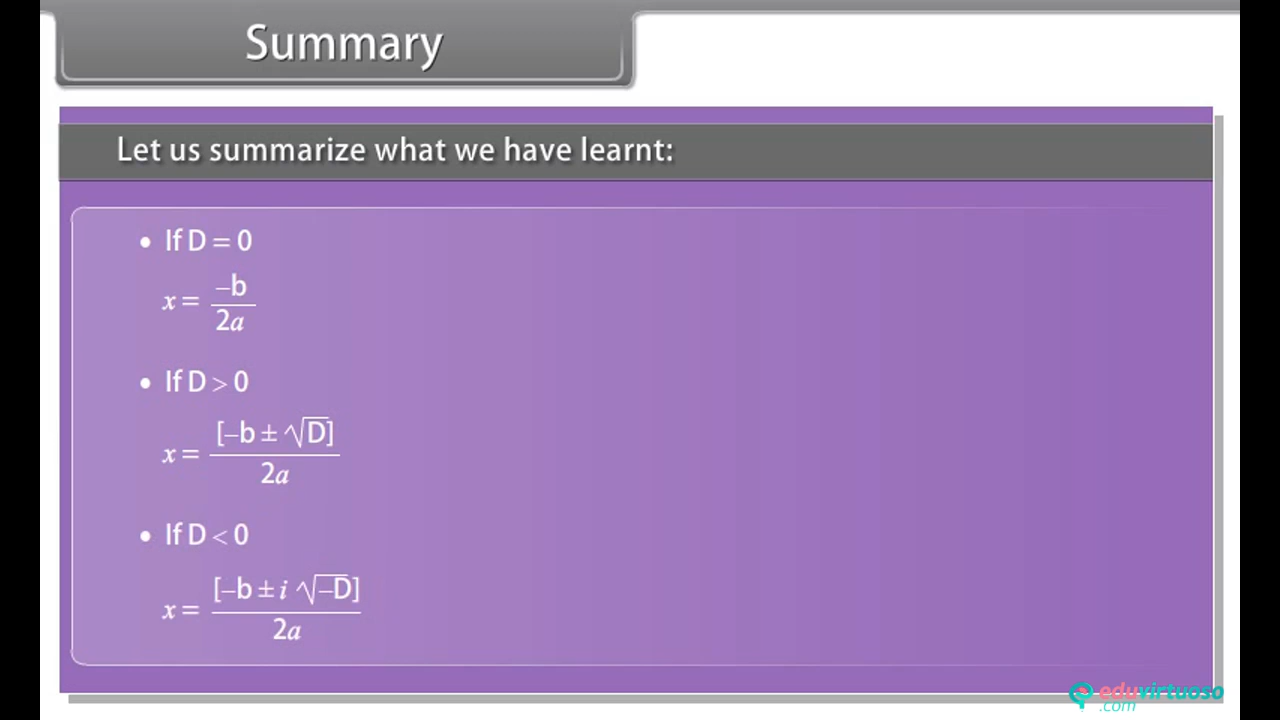 Summary
Let us summarize what we have learnt:
• If D = 0
x = –b / 2a
• If D > 0
x = [–b ± √D] / 2a
• If D < 0
x = [–b ± i √–D] / 2a
eduvirtuoso
.com